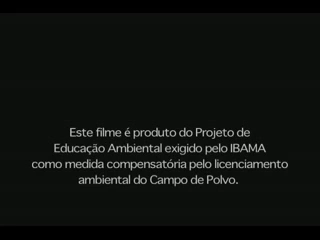 Este filme é produto do Projeto de
Educação Ambiental exigido pelo IBAMA
como medida compensatória pelo licenciamento
ambiental do Campo de Polvo.